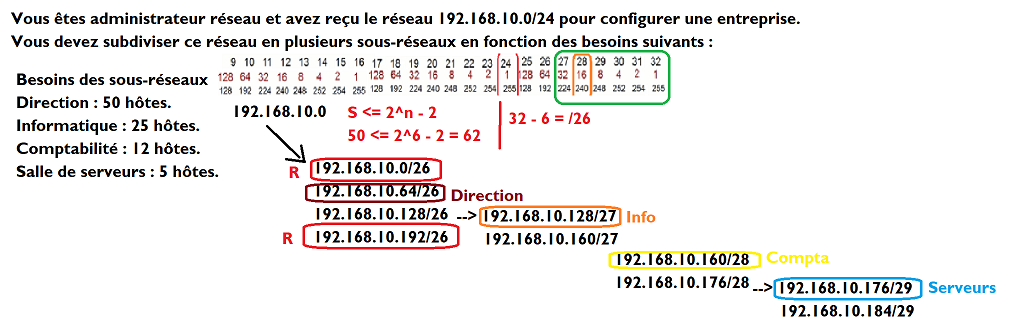 Vous êtes administrateur réseau et avez reçu le réseau 192.168.10.0/24 pour configurer une entreprise.
Vous devez subdiviser ce réseau en plusieurs sous-réseaux en fonction des besoins suivants :
9 10 11 12 13 14 15 16 17 18 19 20 21 22 23 24 25 26 27 28 29 30 31 32
128 64 32 16 8 4 2 1 128 64 32 16 8 4 2 1 128 64 32 16 8 4 2 1
128 192 224 240 248 252 254 255 128 192 224 240 248 252 254 255 128 192 224 240 248 252 254 255
Besoins des sous-réseaux
Direction : 50 hôtes.
Informatique : 25 hôtes.
Comptabilité : 12 hôtes.
Salle de serveurs : 5 hôtes.
192.168.10.0
S <= 2^n - 2
50 <= 2^6 - 2 = 62
32 - 6 = /26
R 192.168.10.0/26
192.168.10.64/26 Direction
192.168.10.128/26 --> 192.168.10.128/27 Info
R 192.168.10.192/26
192.168.10.160/27
192.168.10.160/28 Compta
192.168.10.176/28 --> 192.168.10.176/29 Serveurs
192.168.10.184/29